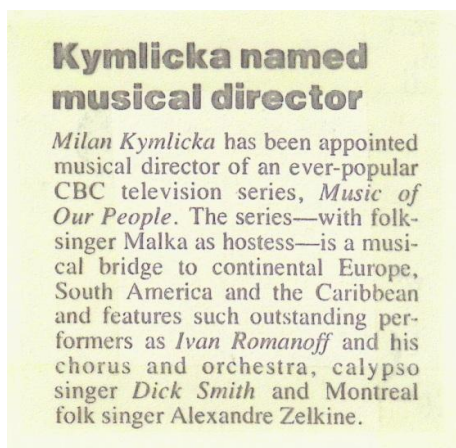 Kymlicka named
musical director
Milan Kymlicka has been appointed
musical director of an ever-popular
CBC television series, Music of
Our People. The series—with folk-
singer Malka as hostess—is a musi-
cal bridge to continental Europe,
South America and the Caribbean
and features such outstanding per-
formers as Ivan Romanoff and his
chorus and orchestra, calypso
singer Dick Smith and Montreal
folk singer Alexandre Zelkine.